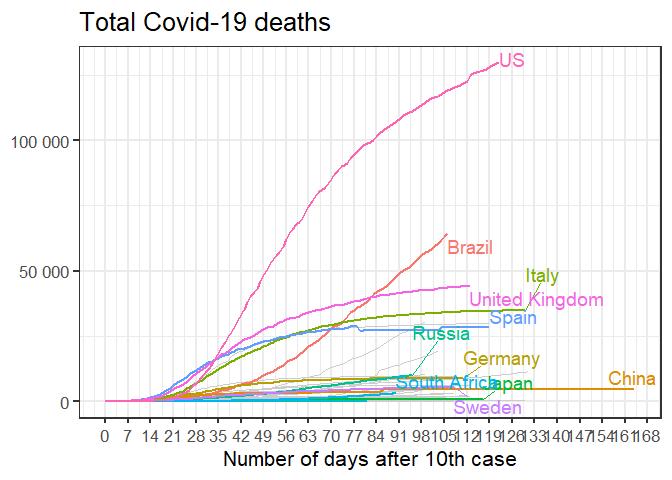 Total Covid-19 deaths
US
100 000
Brazil
Italy
50 000
United Kingdom
Spain
Russia
Germany
China
South Africa
apan
Sweden
0
0 7 14 21 28 35 42 49 56 63 70 77 84 91 98 105 112 119 126 133 140 147 154 161 168
Number of days after 10th case